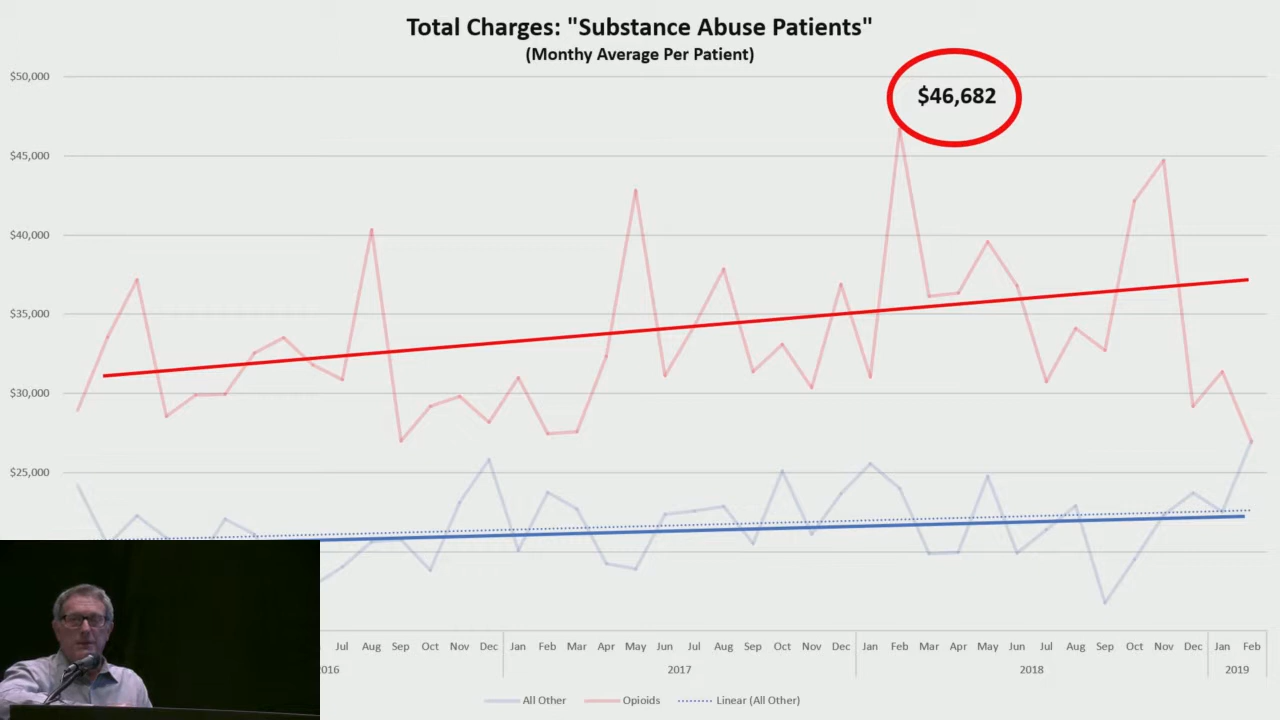 Total Charges: "Substance Abuse Patients"
(Monthy Average Per Patient)
$50,000
$46,682
$45,000
$40,000
$35,000
$30,000
$25,000
Jul Aug Sep Oct Nov Dec Jan Feb Mar Apr May Jun Jul Aug Sep Oct Nov Dec Jan Feb Mar Apr May Jun Jul Aug Sep Oct Nov Dec Jan Feb
016 2017 2018 2019
All Other Opioids Linear (All Other)